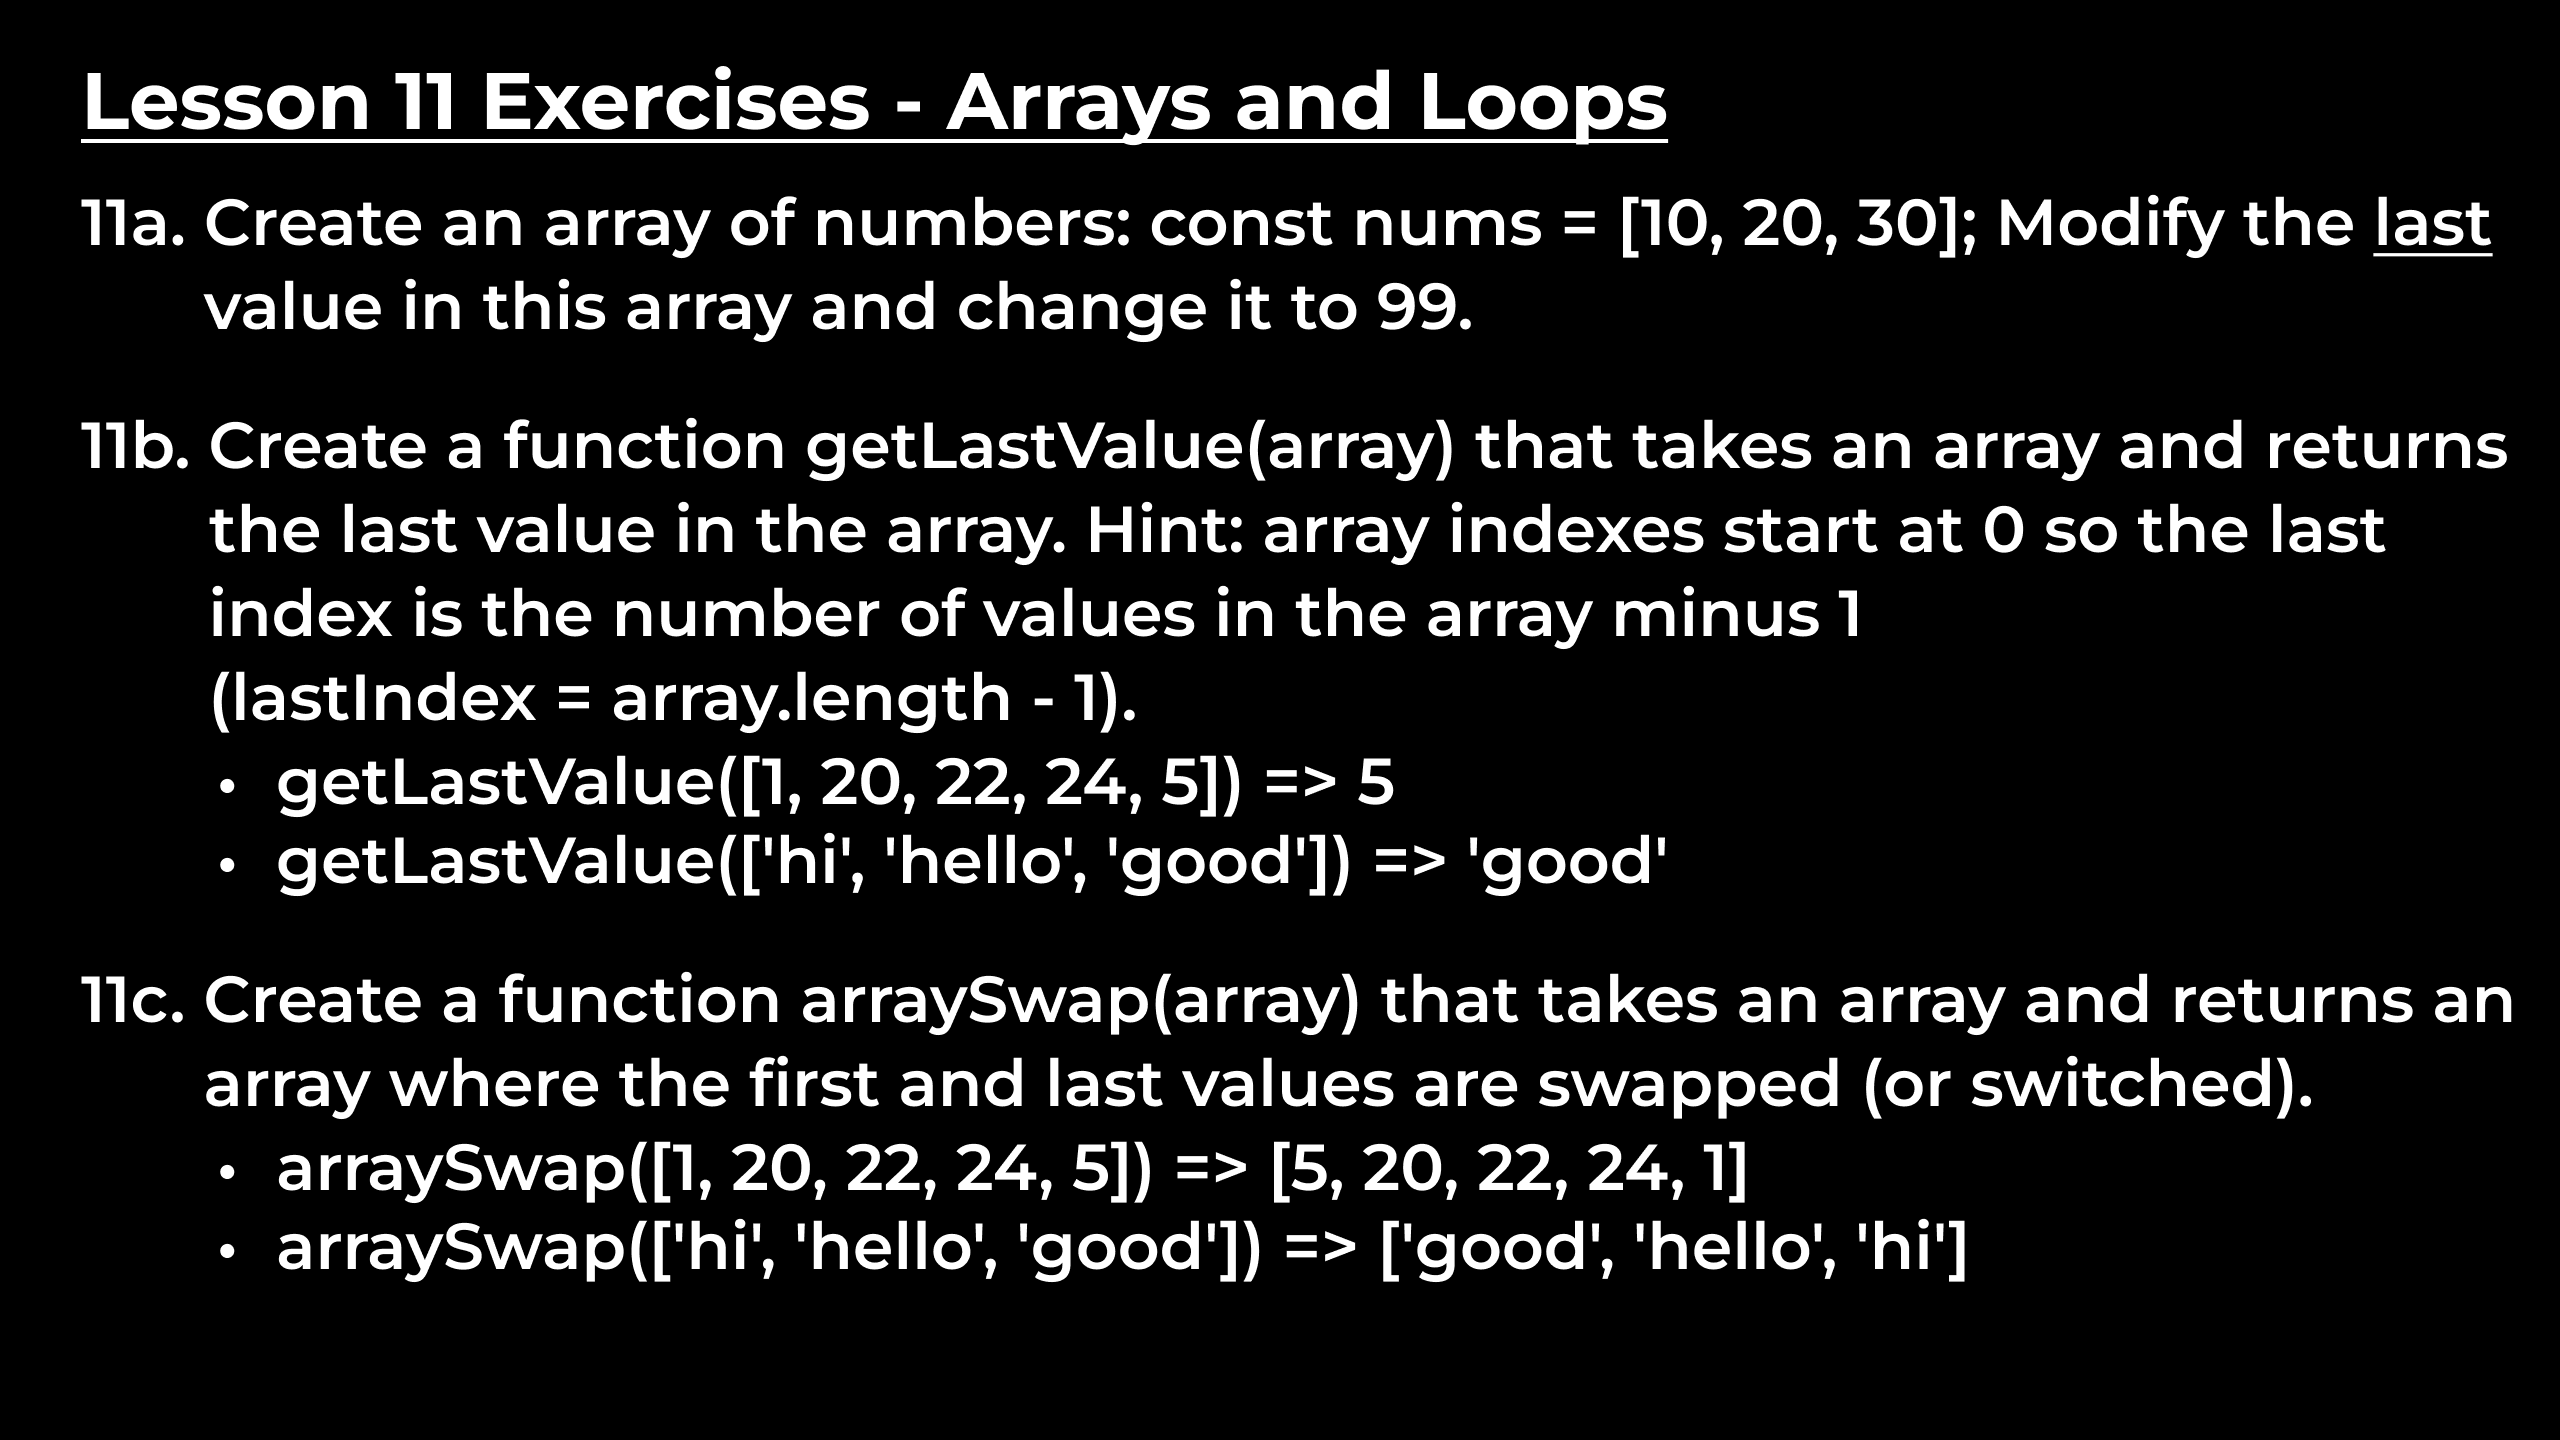 Lesson 11 Exercises - Arrays and Loops
11a. Create an array of numbers: const nums = [10, 20, 30]; Modify the last
value in this array and change it to 99.
11b. Create a function getLastValue(array) that takes an array and returns
the last value in the array. Hint: array indexes start at 0 so the last
index is the number of values in the array minus 1
(lastIndex = array.length - 1).
• getLastValue([1, 20, 22, 24, 5]) => 5
• getLastValue(['hi', 'hello', 'good']) => 'good'
11c. Create a function arraySwap(array) that takes an array and returns an
array where the first and last values are swapped (or switched).
• arraySwap([1, 20, 22, 24, 5]) => [5, 20, 22, 24, 1]
• arraySwap(['hi', 'hello', 'good']) => ['good', 'hello', 'hi']